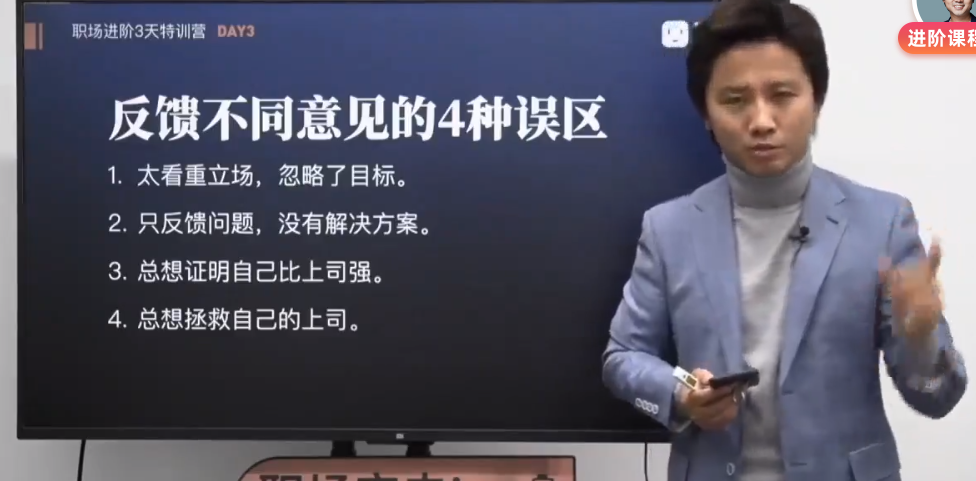 职场进阶3天特训营 DAY3
进阶课程
反馈不同意见的4种误区
1. 太看重立场，忽略了目标。
2. 只反馈问题，没有解决方案。
3. 总想证明自己比上司强。
4. 总想拯救自己的上司。